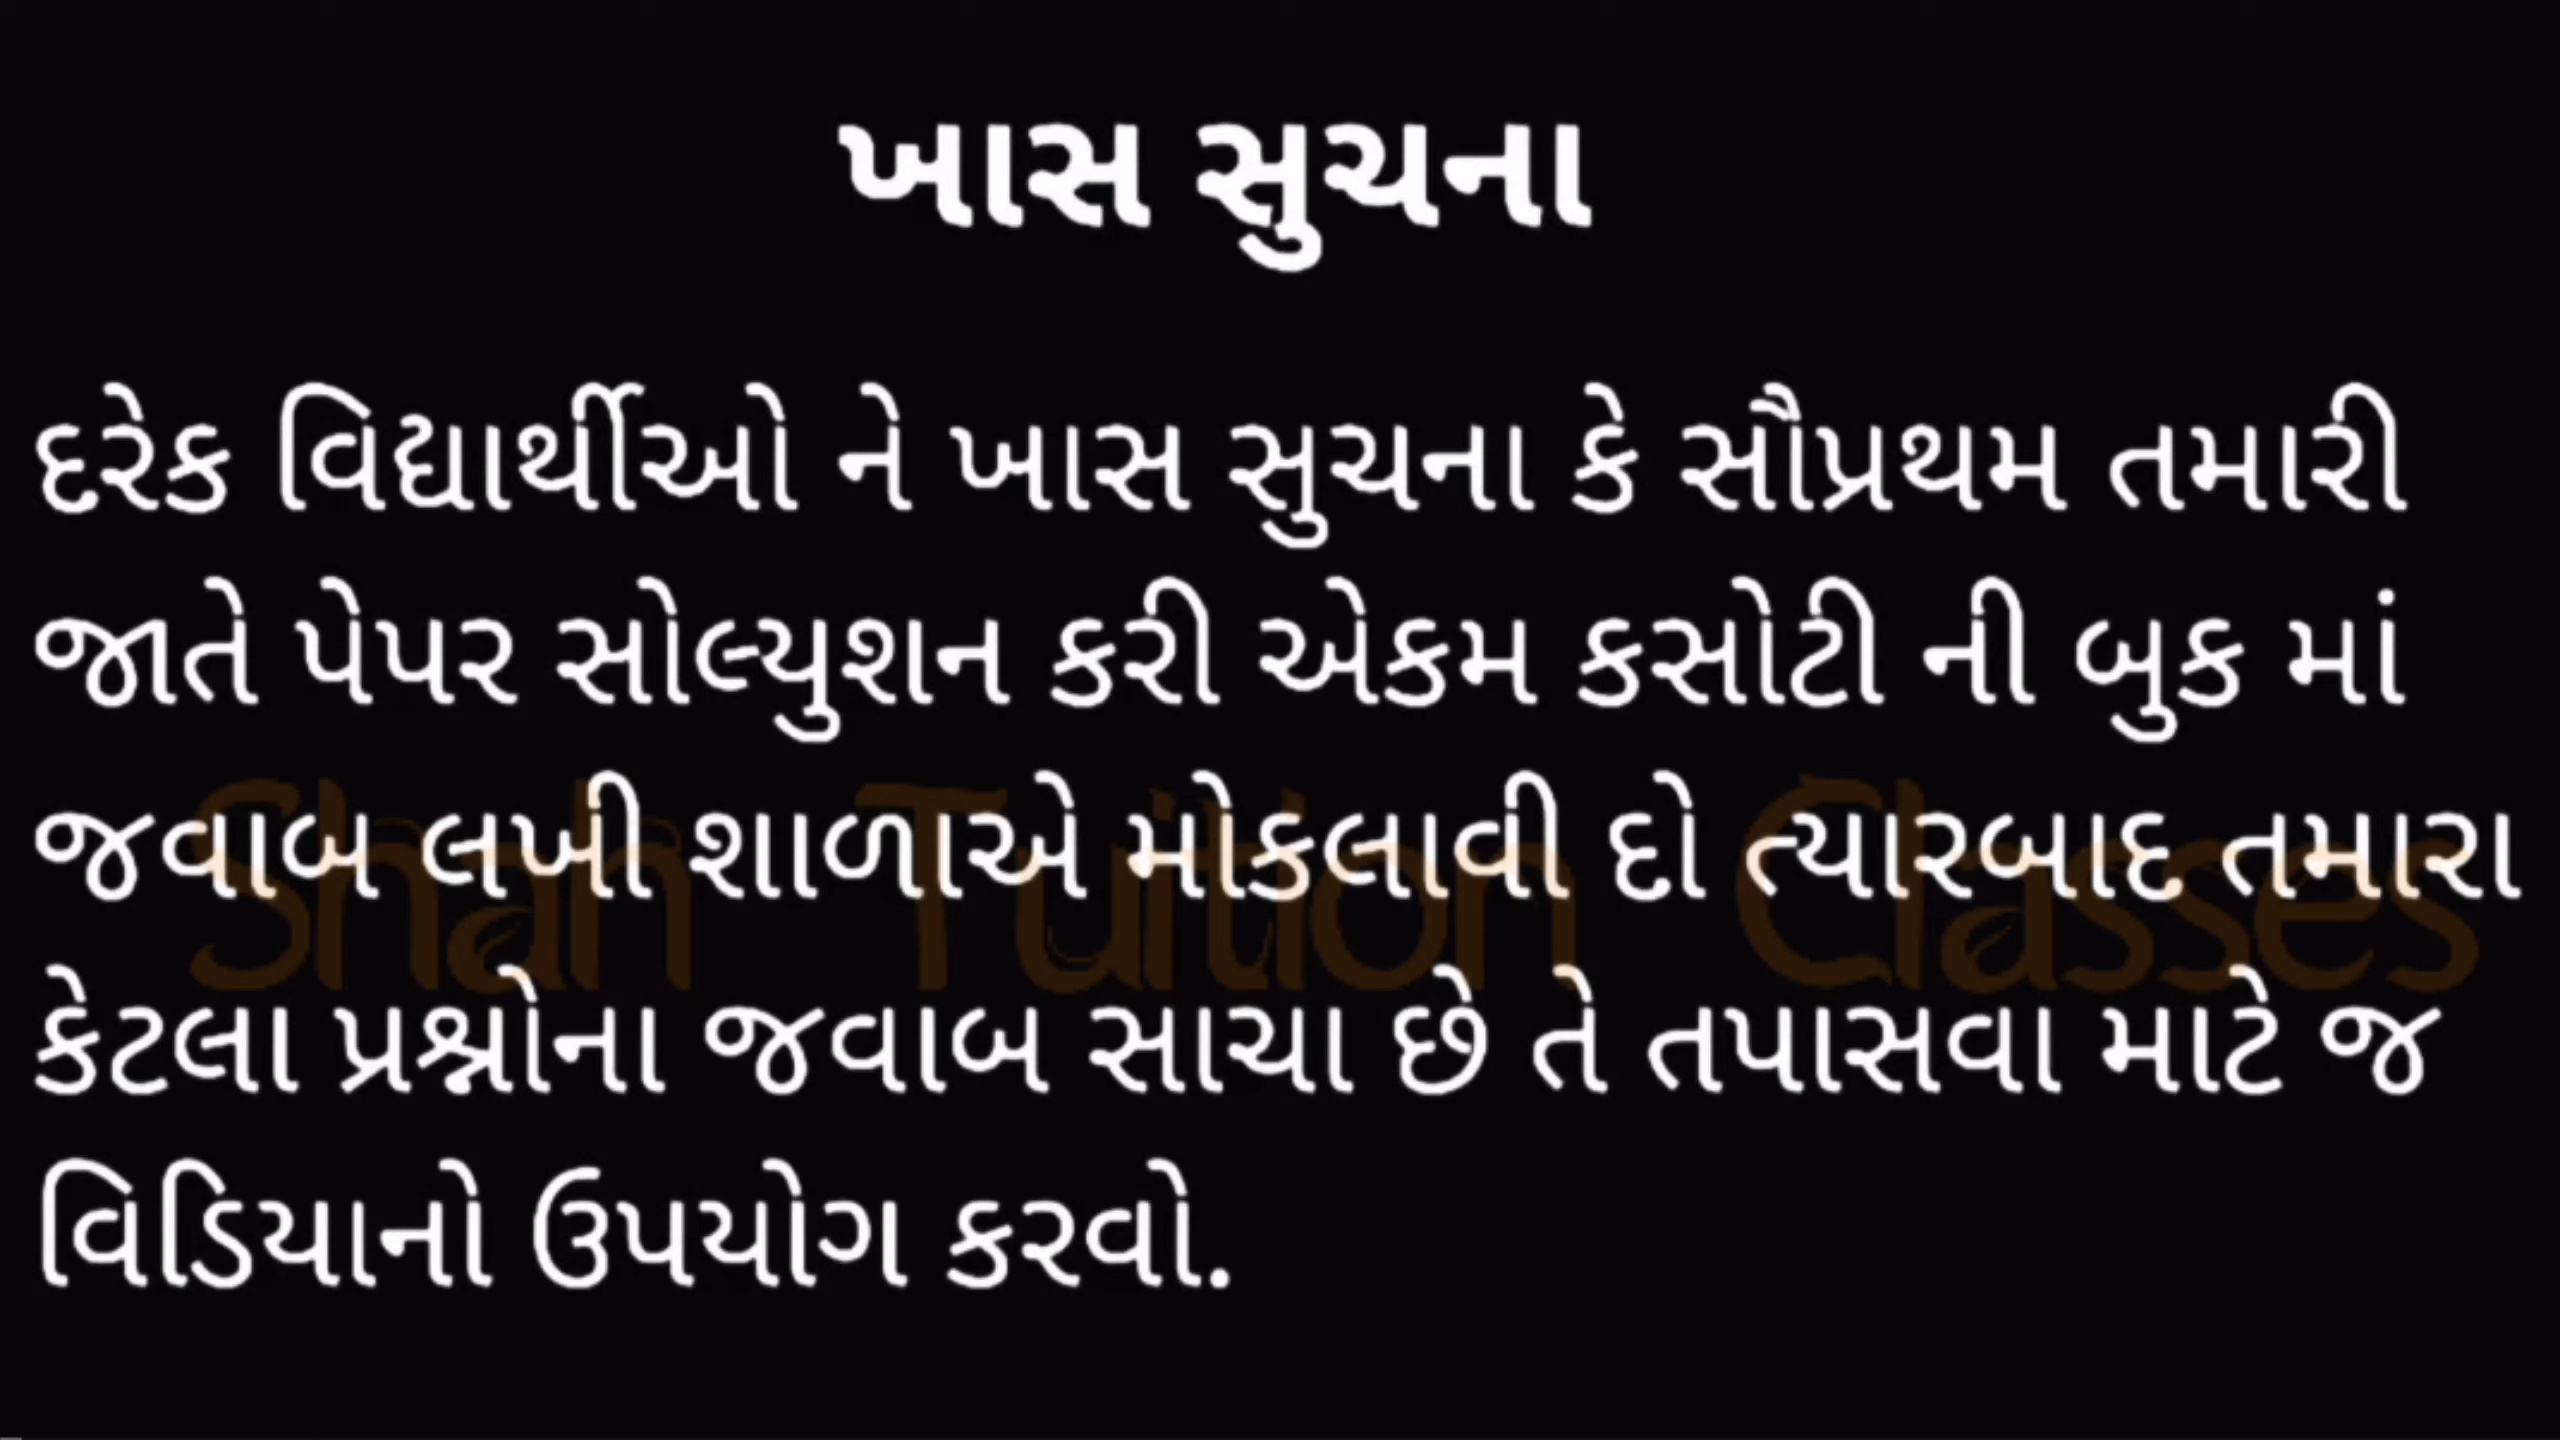 ખાસ સુચના
દરેક વિદ્યાર્થીઓ ને ખાસ સુચના કે સૌપ્રથમ તમારી
જાતે પેપર સોલ્યુશન કરી એકમ કસોટી ની બુક માં
જવાબ લખી શાળાએ મોકલાવી દો ત્યારબાદ તમારા
Shah Tuition Classes
કેટલા પ્રશ્નોના જવાબ સાચા છે તે તપાસવા માટે જ
વિડિયાનો ઉપયોગ કરવો.